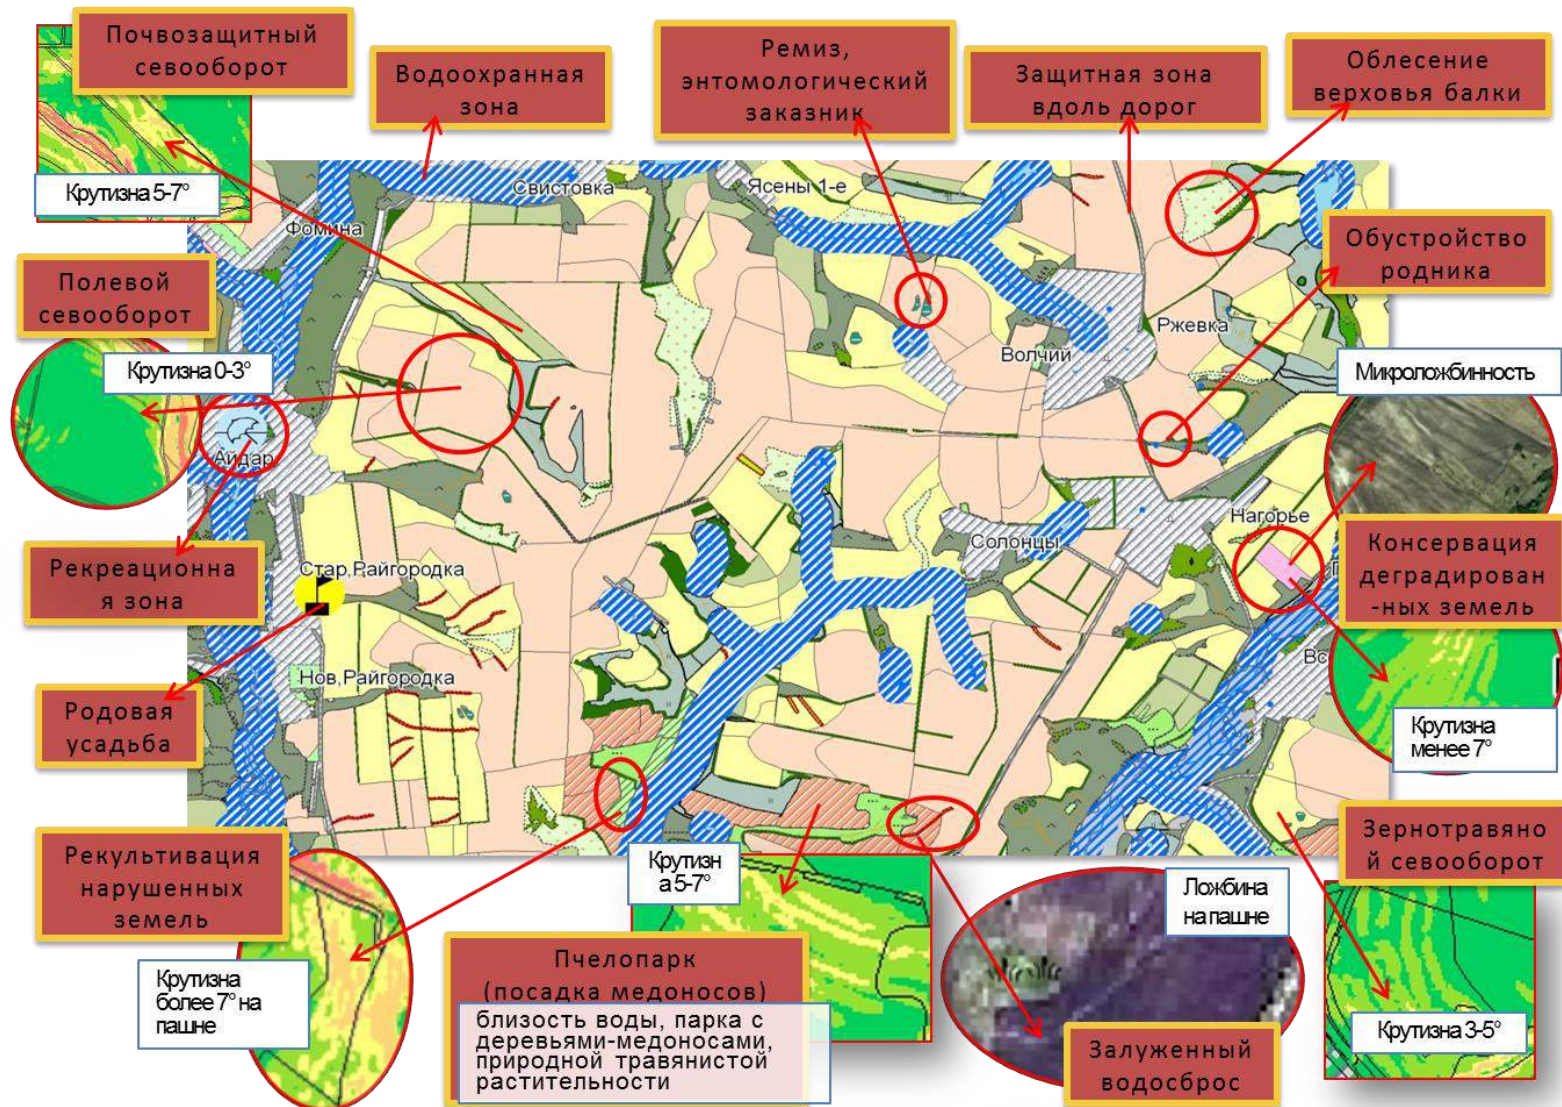 Почвозащитный
севооборот
Водоохранная
зона
Ремиз,
энтомологический
заказник
Защитная зона
вдоль дорог
Облесение
верховья балки
Крутизна 5-7°
Свистовка
Ясены 1-е
Фомина
Обустройство
родника
Полевой
севооборот
Крутизна 0-3°
Ржевка
Волчий
Микроложбинность
Айдар
Нагорье
Солонцы
Консервация
деградирован
-ных земель
Рекреационна
я зона
Стар,Райгородка
Нов,Райгородка
Вс
Родовая
усадьба
Крутизна
менее 7°
Рекультивация
нарушенных
земель
Крутизн
а 5-7°
Ложбина
на пашне
Зернотравяно
й севооборот
Крутизна
более 7° на
пашне
Пчелопарк
(посадка медоносов)
близость воды, парка с
деревьями-медоносами,
природной травянистой
растительности
Залуженный
водосброс
Крутизна 3-5°